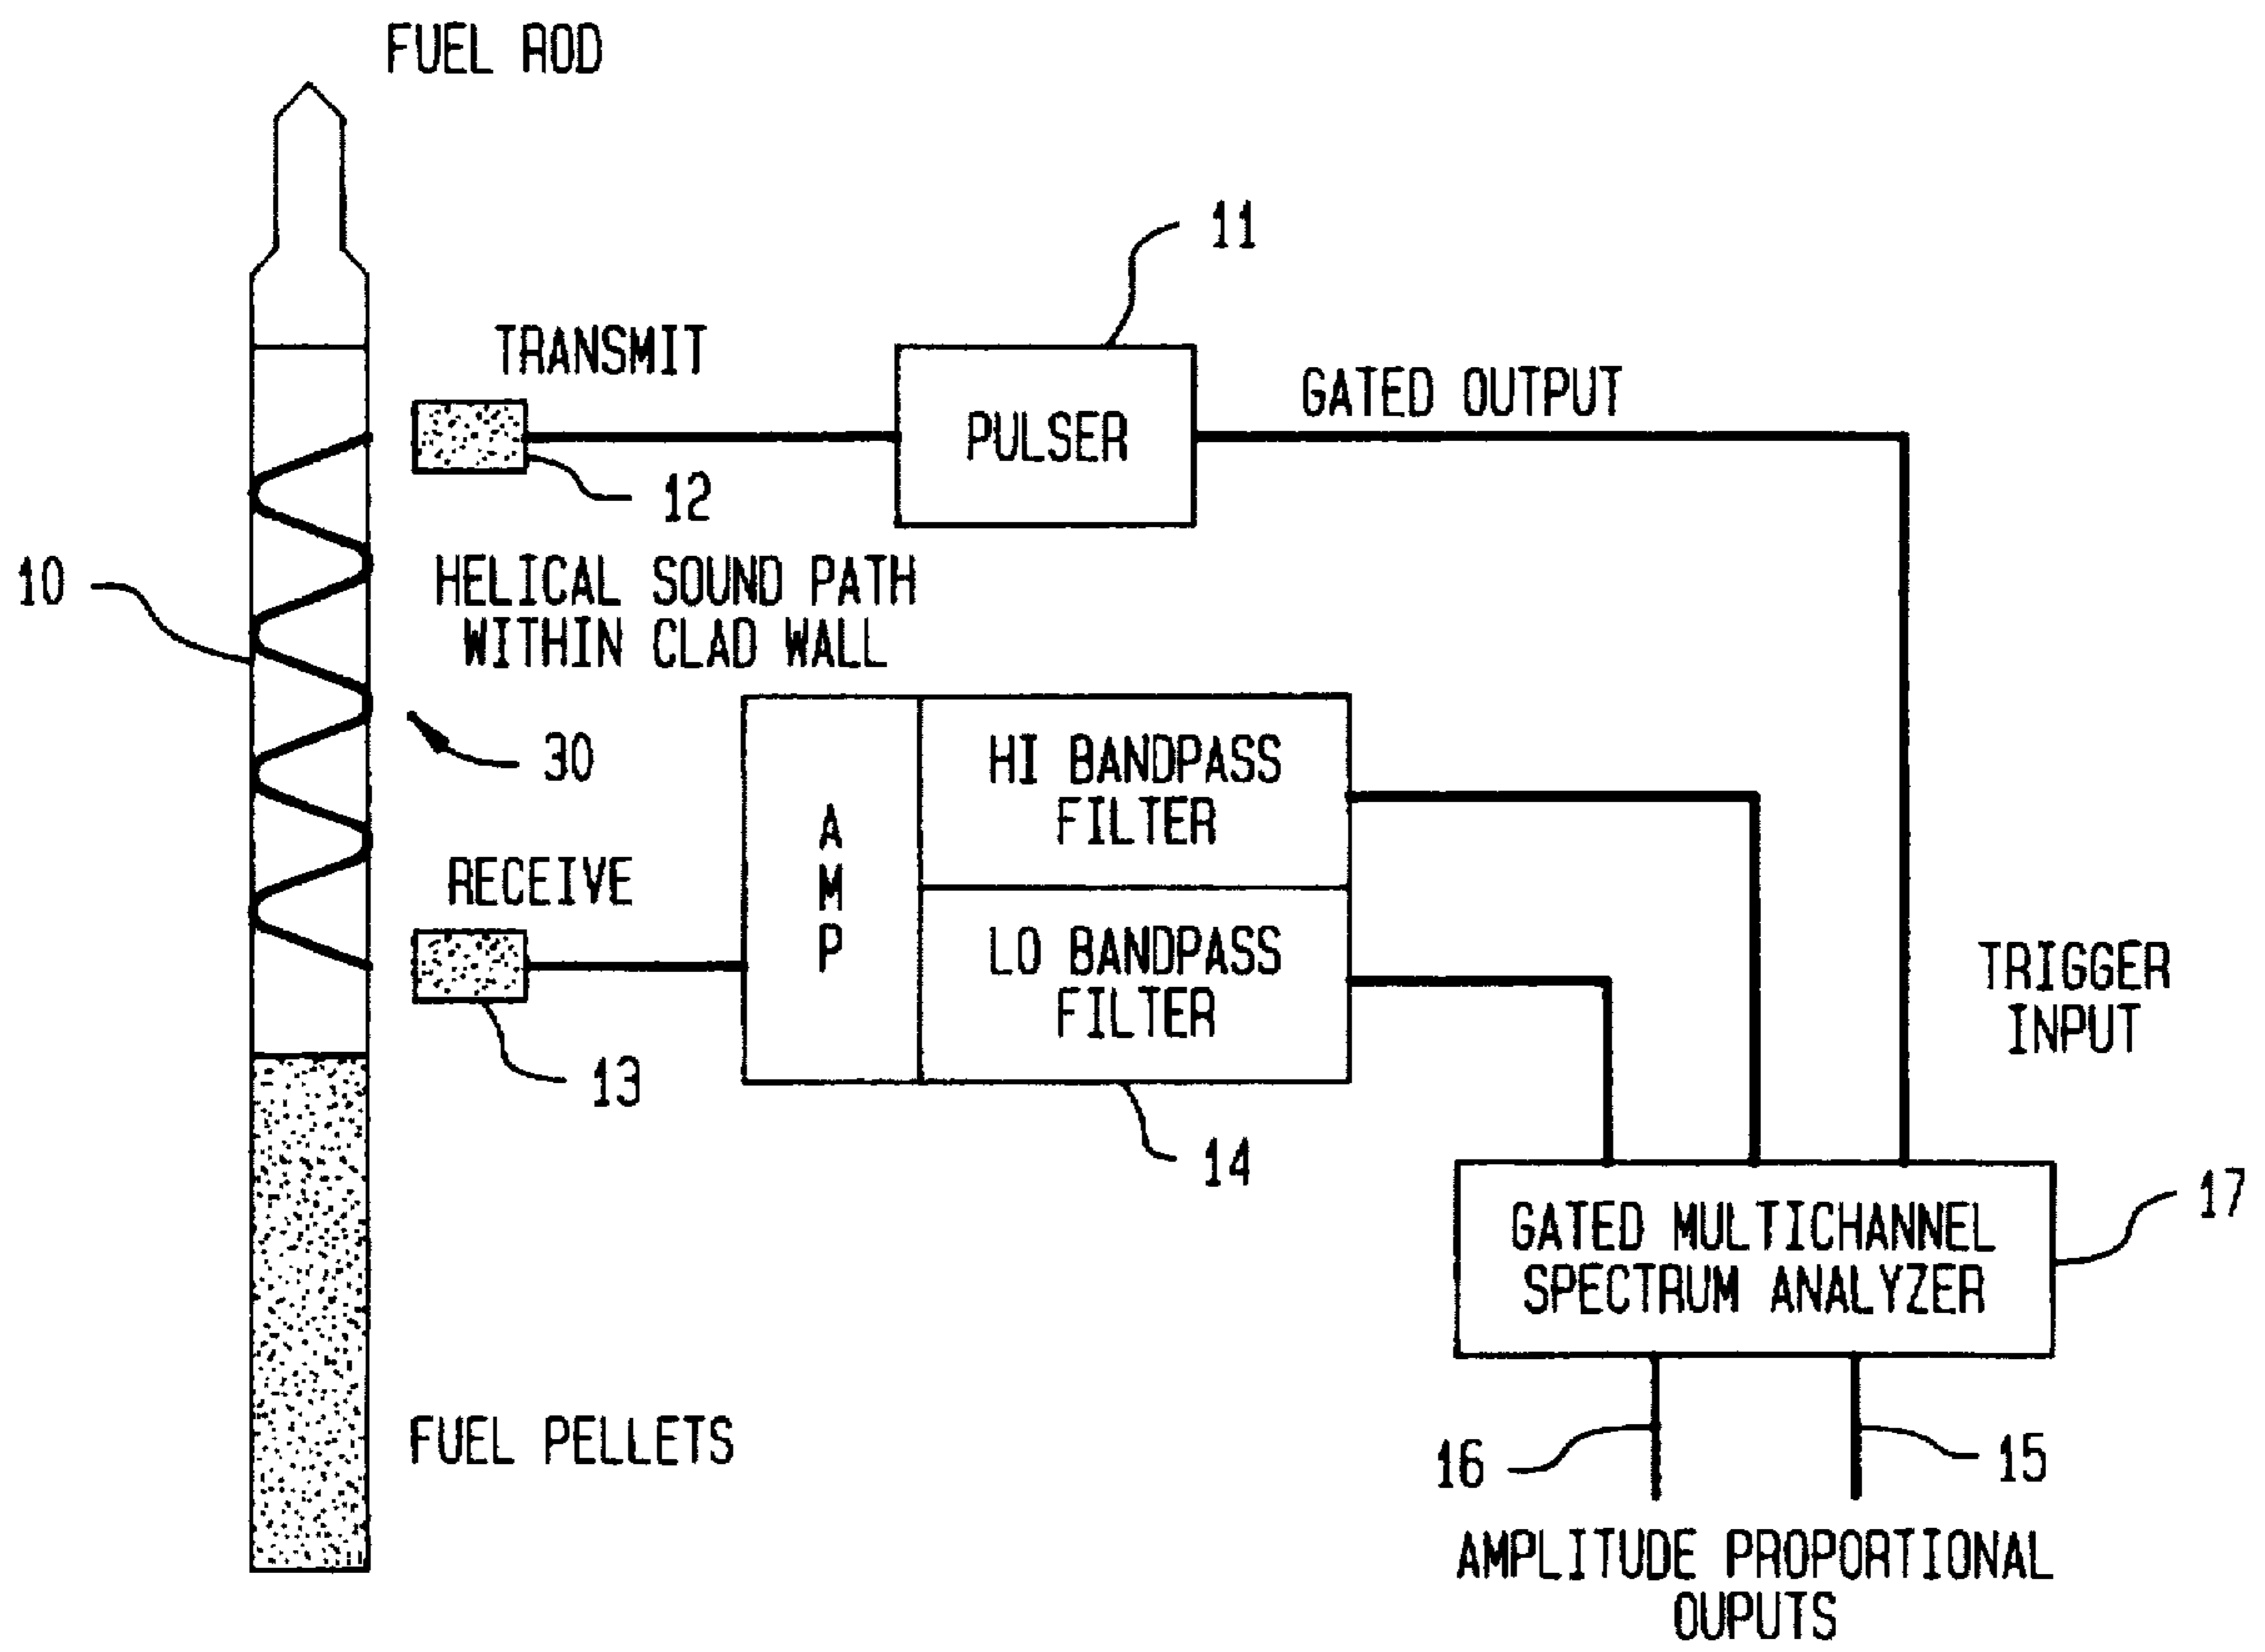 FUEL ROD
11
TRANSMIT
GATED OUTPUT
PULSER
12
10
HELICAL SOUND PATH
WITHIN CLAD WALL
30
HI BANDPASS
FILTER
AMP
RECEIVE
LO BANDPASS
FILTER
TRIGGER
INPUT
13
14
17
GATED MULTICHANNEL
SPECTRUM ANALYZER
FUEL PELLETS
16
15
AMPLITUDE PROPORTIONAL
OUPUTS